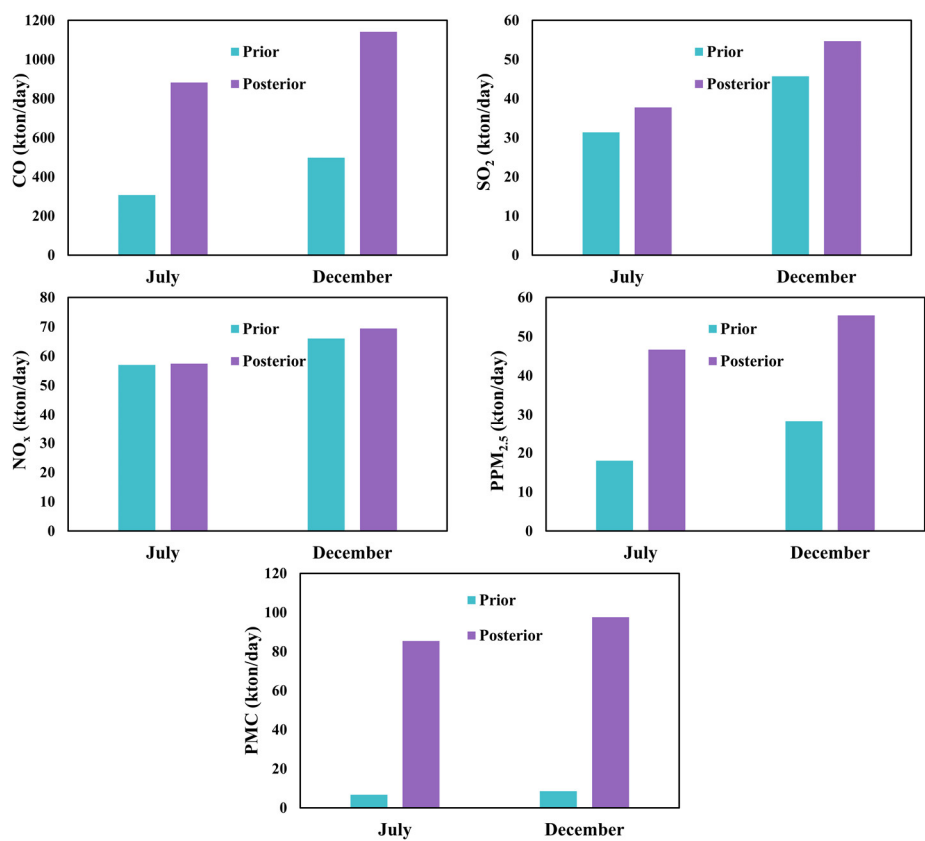 CO (kton/day)
1200
1000
800
600
400
200
0
Prior
Posterior
July
December
SO2 (kton/day)
60
50
40
30
20
10
0
Prior
Posterior
July
December
NOx (kton/day)
80
70
60
50
40
30
20
10
0
Prior
Posterior
July
December
PPM2.5 (kton/day)
60
50
40
30
20
10
0
Prior
Posterior
July
December
PMC (kton/day)
120
100
80
60
40
20
0
Prior
Posterior
July
December